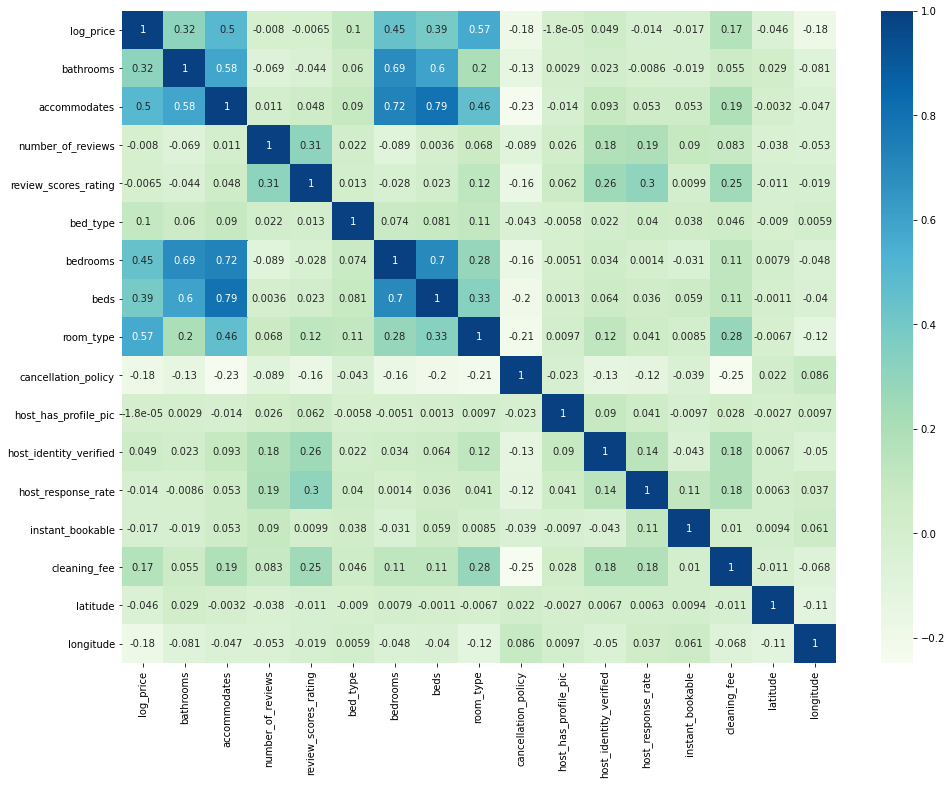 log_price 1 0.32 0.5 -0.008 -0.0065 0.1 0.45 0.39 0.57 -0.18 -1.8e-05 0.049 -0.014 -0.017 0.17 -0.046 -0.18
bathrooms 0.32 1 0.58 -0.069 -0.044 0.06 0.69 0.6 0.2 -0.13 0.0029 0.023 -0.0086 -0.019 0.055 0.029 -0.081
accommodates 0.5 0.58 1 0.011 0.048 0.09 0.72 0.79 0.46 -0.23 -0.014 0.093 0.053 0.053 0.19 -0.0032 -0.047
number_of_reviews -0.008 -0.069 0.011 1 0.31 0.022 -0.089 0.0036 0.068 -0.089 0.026 0.18 0.19 0.09 0.083 -0.038 -0.053
review_scores_rating -0.0065 -0.044 0.048 0.31 1 0.013 -0.028 0.023 0.12 -0.16 0.062 0.26 0.3 0.0099 0.25 -0.011 -0.019
bed_type 0.1 0.06 0.09 0.022 0.013 1 0.074 0.081 0.11 -0.043 -0.0058 0.022 0.04 0.038 0.046 -0.009 0.0059
bedrooms 0.45 0.69 0.72 -0.089 -0.028 0.074 1 0.7 0.28 -0.16 -0.0051 0.034 0.0014 -0.031 0.11 0.0079 -0.048
beds 0.39 0.6 0.79 0.0036 0.023 0.081 0.7 1 0.33 -0.2 0.0013 0.064 0.036 0.059 0.11 -0.0011 -0.04
room_type 0.57 0.2 0.46 0.068 0.12 0.11 0.28 0.33 1 -0.21 0.0097 0.12 0.041 0.0085 0.28 -0.0067 -0.12
cancellation_policy -0.18 -0.13 -0.23 -0.089 -0.16 -0.043 -0.16 -0.2 -0.21 1 -0.023 -0.13 -0.12 -0.039 -0.25 0.022 0.086
host_has_profile_pic -1.8e-05 0.0029 -0.014 0.026 0.062 -0.0058 -0.0051 0.0013 0.0097 -0.023 1 0.09 0.041 -0.0097 0.028 -0.0027 0.0097
host_identity_verified 0.049 0.023 0.093 0.18 0.26 0.022 0.034 0.064 0.12 -0.13 0.09 1 0.14 -0.043 0.18 0.0067 -0.05
host_response_rate -0.014 -0.0086 0.053 0.19 0.3 0.04 0.0014 0.036 0.041 -0.12 0.041 0.14 1 0.11 0.18 0.0063 0.037
instant_bookable -0.017 -0.019 0.053 0.09 0.0099 0.038 -0.031 0.059 0.0085 -0.039 -0.0097 -0.043 0.11 1 0.01 0.0094 0.061
cleaning_fee 0.17 0.055 0.19 0.083 0.25 0.046 0.11 0.11 0.28 -0.25 0.028 0.18 0.18 0.01 1 -0.011 -0.068
latitude -0.046 0.029 -0.0032 -0.038 -0.011 -0.009 0.0079 -0.0011 -0.0067 0.022 -0.0027 0.0067 0.0063 0.0094 -0.011 1 -0.11
longitude -0.18 -0.081 -0.047 -0.053 -0.019 0.0059 -0.048 -0.04 -0.12 0.086 0.0097 -0.05 0.037 0.061 -0.068 -0.11 1
log_price
bathrooms
accommodates
number_of_reviews
review_scores_rating
bed_type
bedrooms
beds
room_type
cancellation_policy
host_has_profile_pic
host_identity_verified
host_response_rate
instant_bookable
cleaning_fee
latitude
longitude
1.0
0.8
0.6
0.4
0.2
0.0
−0.2